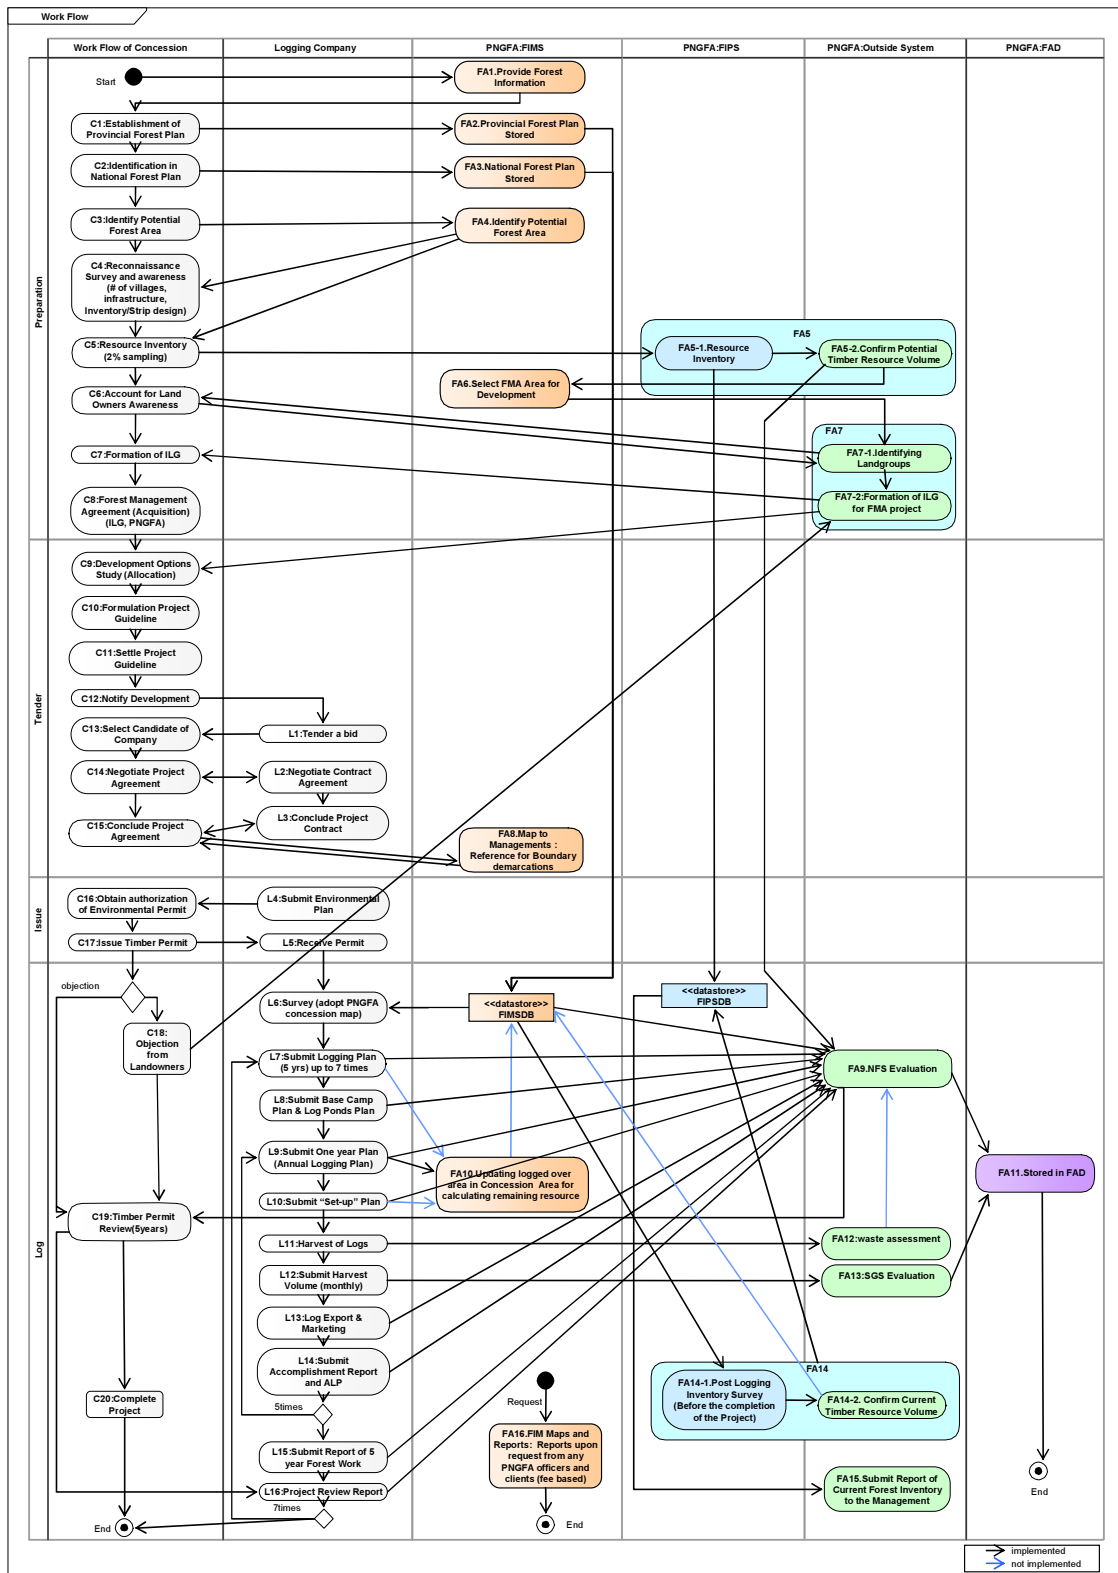 Work Flow
Work Flow of Concession
Logging Company
PNGFA:FIMS
PNGFA:FIPS
PNGFA:Outside System
PNGFA:FAD
Preparation
Start
FA1.Provide Forest
Information
C1:Establishment of
Provincial Forest Plan
FA2.Provincial Forest Plan
Stored
C2:Identification in
National Forest Plan
FA3.National Forest Plan
Stored
C3:Identify Potential
Forest Area
FA4.Identify Potential
Forest Area
C4:Reconnaissance
Survey and awareness
(# of villages,
infrastructure,
Inventory/Strip design)
C5:Resource Inventory
(2% sampling)
FA5
FA5-1.Resource
Inventory
FA5-2.Confirm Potential
Timber Resource Volume
FA6.Select FMA Area for
Development
C6:Account for Land
Owners Awareness
FA7
FA7-1.Identifying
Landgroups
C7:Formation of ILG
FA7-2:Formation of ILG
for FMA project
C8:Forest Management
Agreement (Acquisition)
(ILG, PNGFA)
Tender
C9:Development Options
Study (Allocation)
C10:Formulation Project
Guideline
C11:Settle Project
Guideline
C12:Notify Development
C13:Select Candidate of
Company
L1:Tender a bid
C14:Negotiate Project
Agreement
L2:Negotiate Contract
Agreement
C15:Conclude Project
Agreement
L3:Conclude Project
Contract
FA8.Map to
Managements :
Reference for Boundary
demarcations
Issue
C16:Obtain authorization
of Environmental Permit
L4:Submit Environmental
Plan
C17:Issue Timber Permit
L5:Receive Permit
Log
objection
C18:
Objection
from
Landowners
L6:Survey (adopt PNGFA
concession map)
<<datastore>>
FIMSDB
<<datastore>>
FIPSDB
L7:Submit Logging Plan
(5 yrs) up to 7 times
FA9.NFS Evaluation
L8:Submit Base Camp
Plan & Log Ponds Plan
L9:Submit One year Plan
(Annual Logging Plan)
FA10.Updating logged over
area in Concession Area for
calculating remaining resource
FA11.Stored in FAD
L10:Submit “Set-up” Plan
C19:Timber Permit
Review(5years)
L11:Harvest of Logs
FA12:waste assessment
L12:Submit Harvest
Volume (monthly)
FA13:SGS Evaluation
L13:Log Export &
Marketing
L14:Submit
Accomplishment Report
and ALP
5times
FA14
FA14-1.Post Logging
Inventory Survey
(Before the completion
of the Project)
FA14-2. Confirm Current
Timber Resource Volume
C20:Complete
Project
Request
FA16.FIM Maps and
Reports: Reports upon
request from any
PNGFA officers and
clients (fee based)
L15:Submit Report of 5
year Forest Work
L16:Project Review Report
7times
FA15.Submit Report of
Current Forest Inventory
to the Management
End
End
End
implemented
not implemented